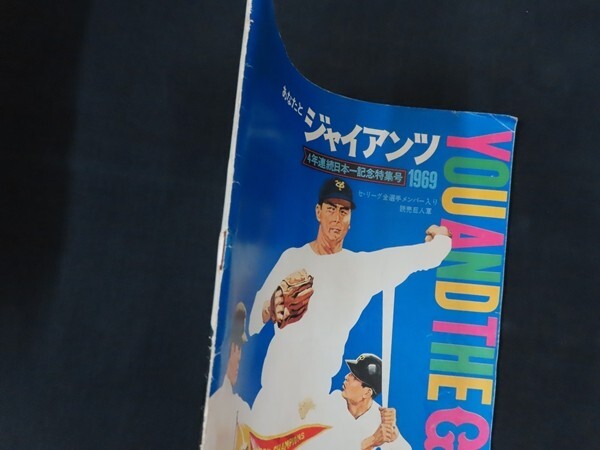 あなたと
ジャイアンツ
4年連続日本一記念特集号
1969
セ・リーグ全選手メンバー入り
読売巨人軍
YOU AND THE G
CHAMPIONS